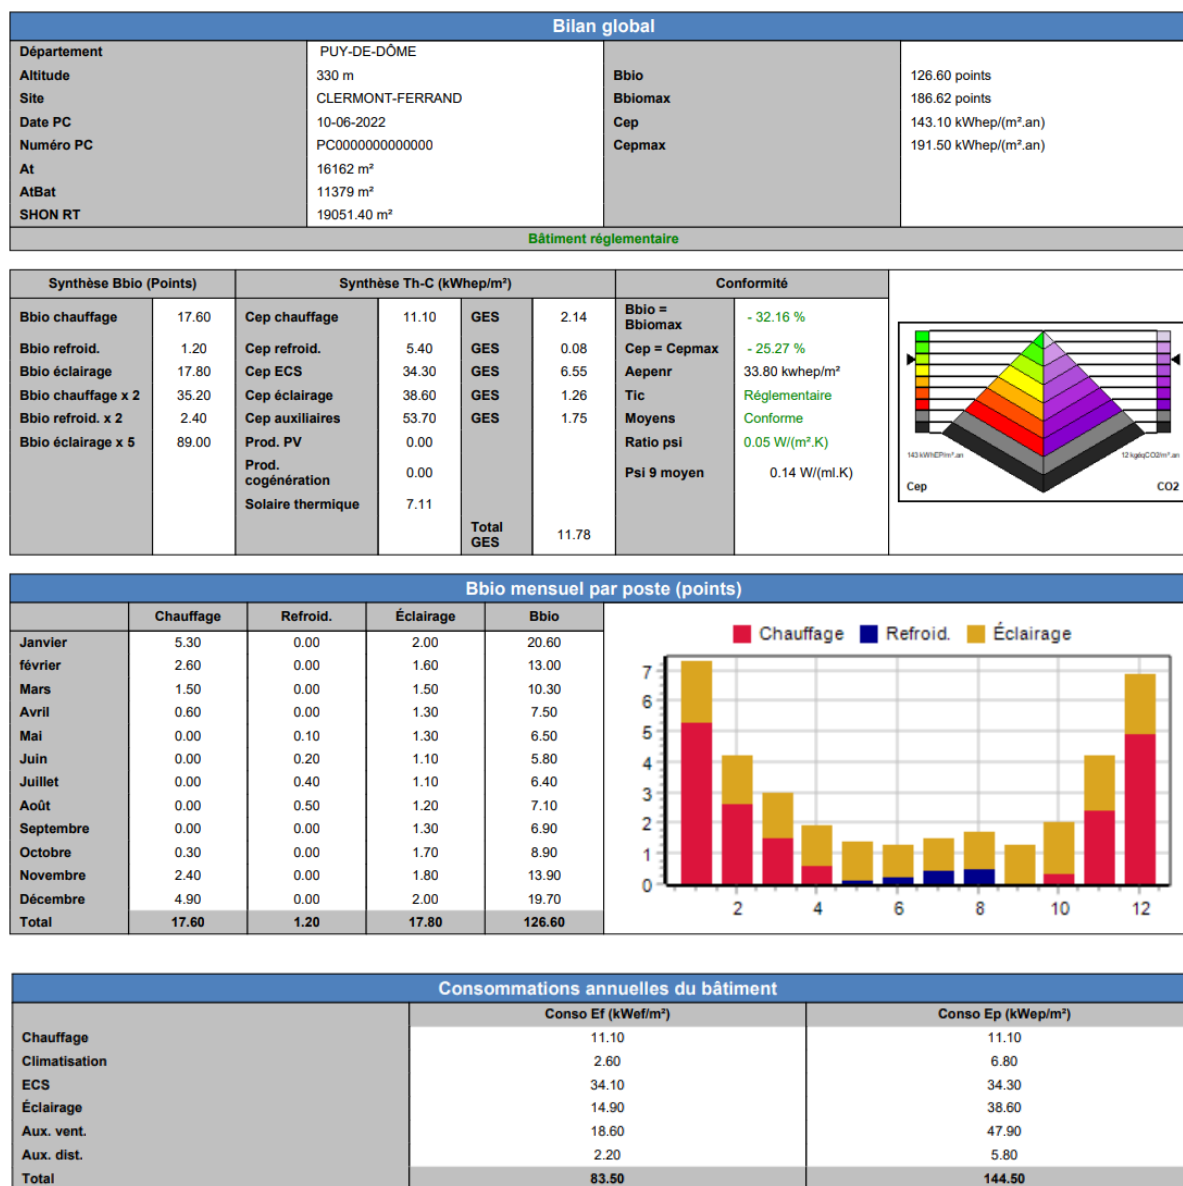 Bilan global
Département PUY-DE-DÔME
Altitude 330 m Bbio 126.60 points
Site CLERMONT-FERRAND Bbiomax 186.62 points
Date PC 10-06-2022 Cep 143.10 kWhep/(m².an)
Numéro PC PC0000000000000 Cepmax 191.50 kWhep/(m².an)
At 16162 m²
AtBat 11379 m²
SHON RT 19051.40 m²
Bâtiment réglementaire
Synthèse Bbio (Points) Synthèse Th-C (kWhep/m²) Conformité
Bbio chauffage 17.60 Cep chauffage 11.10 GES 2.14 Bbio = Bbiomax - 32.16 %
Bbio refroid. 1.20 Cep refroid. 5.40 GES 0.08 Cep = Cepmax - 25.27 %
Bbio éclairage 17.80 Cep ECS 34.30 GES 6.55 Aepenr 33.80 kwhep/m²
Bbio chauffage x 2 35.20 Cep éclairage 38.60 GES 1.26 Tic Réglementaire
Bbio refroid. x 2 2.40 Cep auxiliaires 53.70 GES 1.75 Moyens Conforme
Bbio éclairage x 5 89.00 Prod. PV 0.00 Ratio psi 0.05 W/(m².K)
Prod. cogénération 0.00 Psi 9 moyen 0.14 W/(ml.K)
Solaire thermique 7.11
Total GES 11.78
143 kWhEP/m².an 12 kgéqCO2/m².an
Cep CO2
Bbio mensuel par poste (points)
Chauffage Refroid. Éclairage Bbio
Janvier 5.30 0.00 2.00 20.60
février 2.60 0.00 1.60 13.00
Mars 1.50 0.00 1.50 10.30
Avril 0.60 0.00 1.30 7.50
Mai 0.00 0.10 1.30 6.50
Juin 0.00 0.20 1.10 5.80
Juillet 0.00 0.40 1.10 6.40
Août 0.00 0.50 1.20 7.10
Septembre 0.00 0.00 1.30 6.90
Octobre 0.30 0.00 1.70 8.90
Novembre 2.40 0.00 1.80 13.90
Décembre 4.90 0.00 2.00 19.70
Total 17.60 1.20 17.80 126.60
Chauffage Refroid. Éclairage
7
6
5
4
3
2
1
0
2 4 6 8 10 12
Consommations annuelles du bâtiment
Conso Ef (kWef/m²) Conso Ep (kWep/m²)
Chauffage 11.10 11.10
Climatisation 2.60 6.80
ECS 34.10 34.30
Éclairage 14.90 38.60
Aux. vent. 18.60 47.90
Aux. dist. 2.20 5.80
Total 83.50 144.50